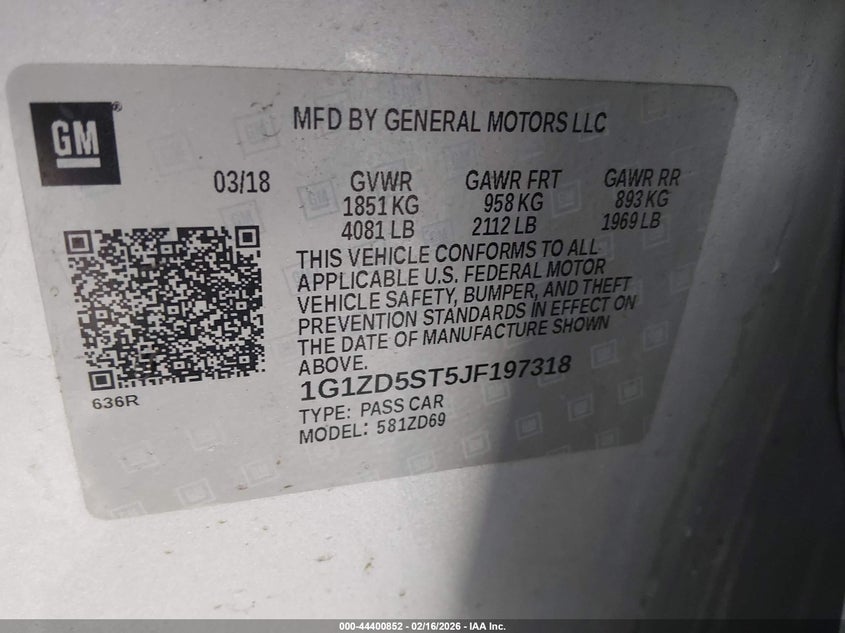 GM
MFD BY GENERAL MOTORS LLC
03/18 GVWR GAWR FRT GAWR RR
1851 KG 958 KG 893 KG
4081 LB 2112 LB 1969 LB
THIS VEHICLE CONFORMS TO ALL
APPLICABLE U.S. FEDERAL MOTOR
VEHICLE SAFETY, BUMPER, AND THEFT
PREVENTION STANDARDS IN EFFECT ON
THE DATE OF MANUFACTURE SHOWN
ABOVE.
1G1ZD5ST5JF197318
636R
TYPE: PASS CAR
MODEL: 581ZD69
000-44400852 - 02/16/2026 - IAA Inc.